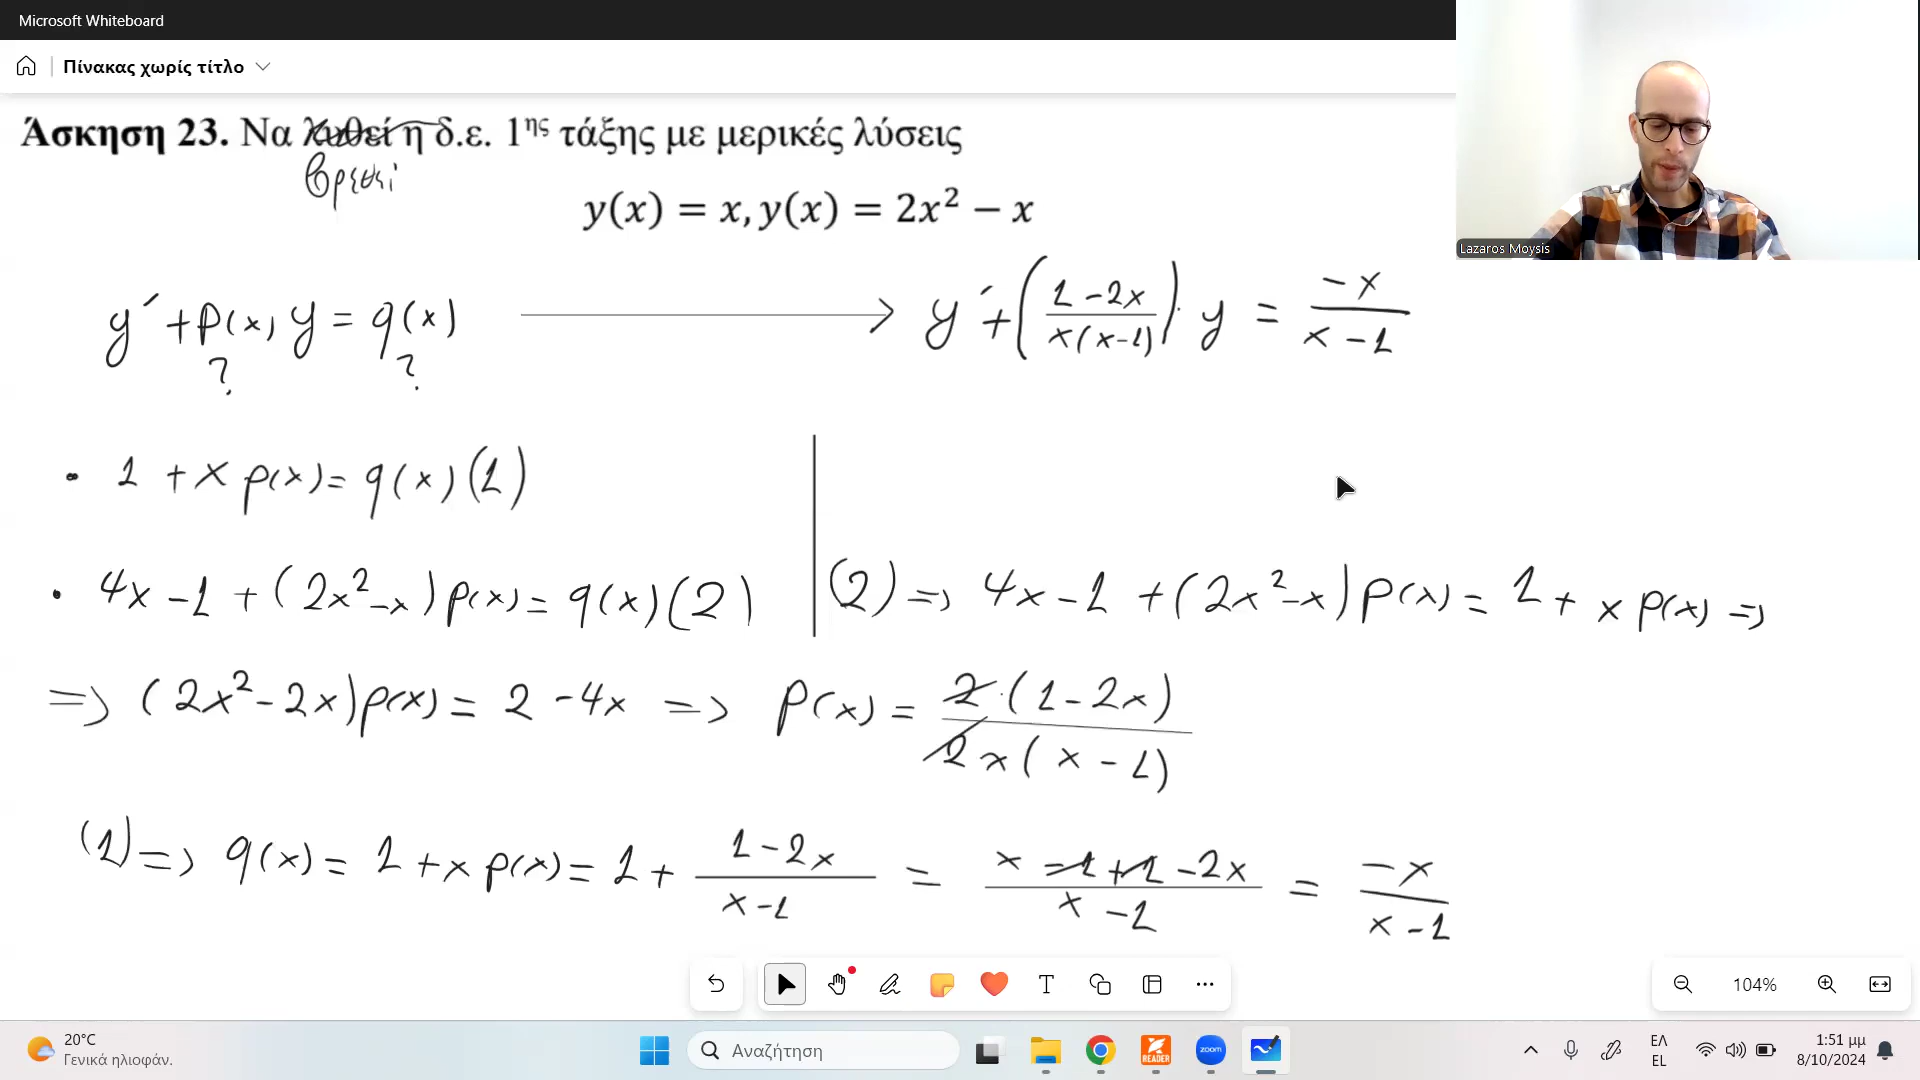 Microsoft Whiteboard
Πίνακας χωρίς τίτλο
Άσκηση 23. Να λυθεί η δ.ε. 1ης τάξης με μερικές λύσεις
βρεθεί
y(x) = x, y(x) = 2x² − x
Lazaros Moysis
y´ + p(x) y = q(x) ⟶ y´ + ((1-2x)/(x(x-1))) · y = -x/(x-1)
? ?
• 1 + x p(x) = q(x) (1)
• 4x - 1 + (2x² - x) p(x) = q(x) (2) | (2) => 4x - 1 + (2x² - x) p(x) = 1 + x p(x) =>
=> (2x² - 2x) p(x) = 2 - 4x => p(x) = 2·(1-2x)/(2x(x-1))
(1) => q(x) = 1 + x p(x) = 1 + (1-2x)/(x-1) = (x - 1 + 1 - 2x)/(x-1) = -x/(x-1)
104%
20°C
Γενικά ηλιοφάν.
Αναζήτηση
READER
zoom
ΕΛ
EL
1:51 μμ
8/10/2024